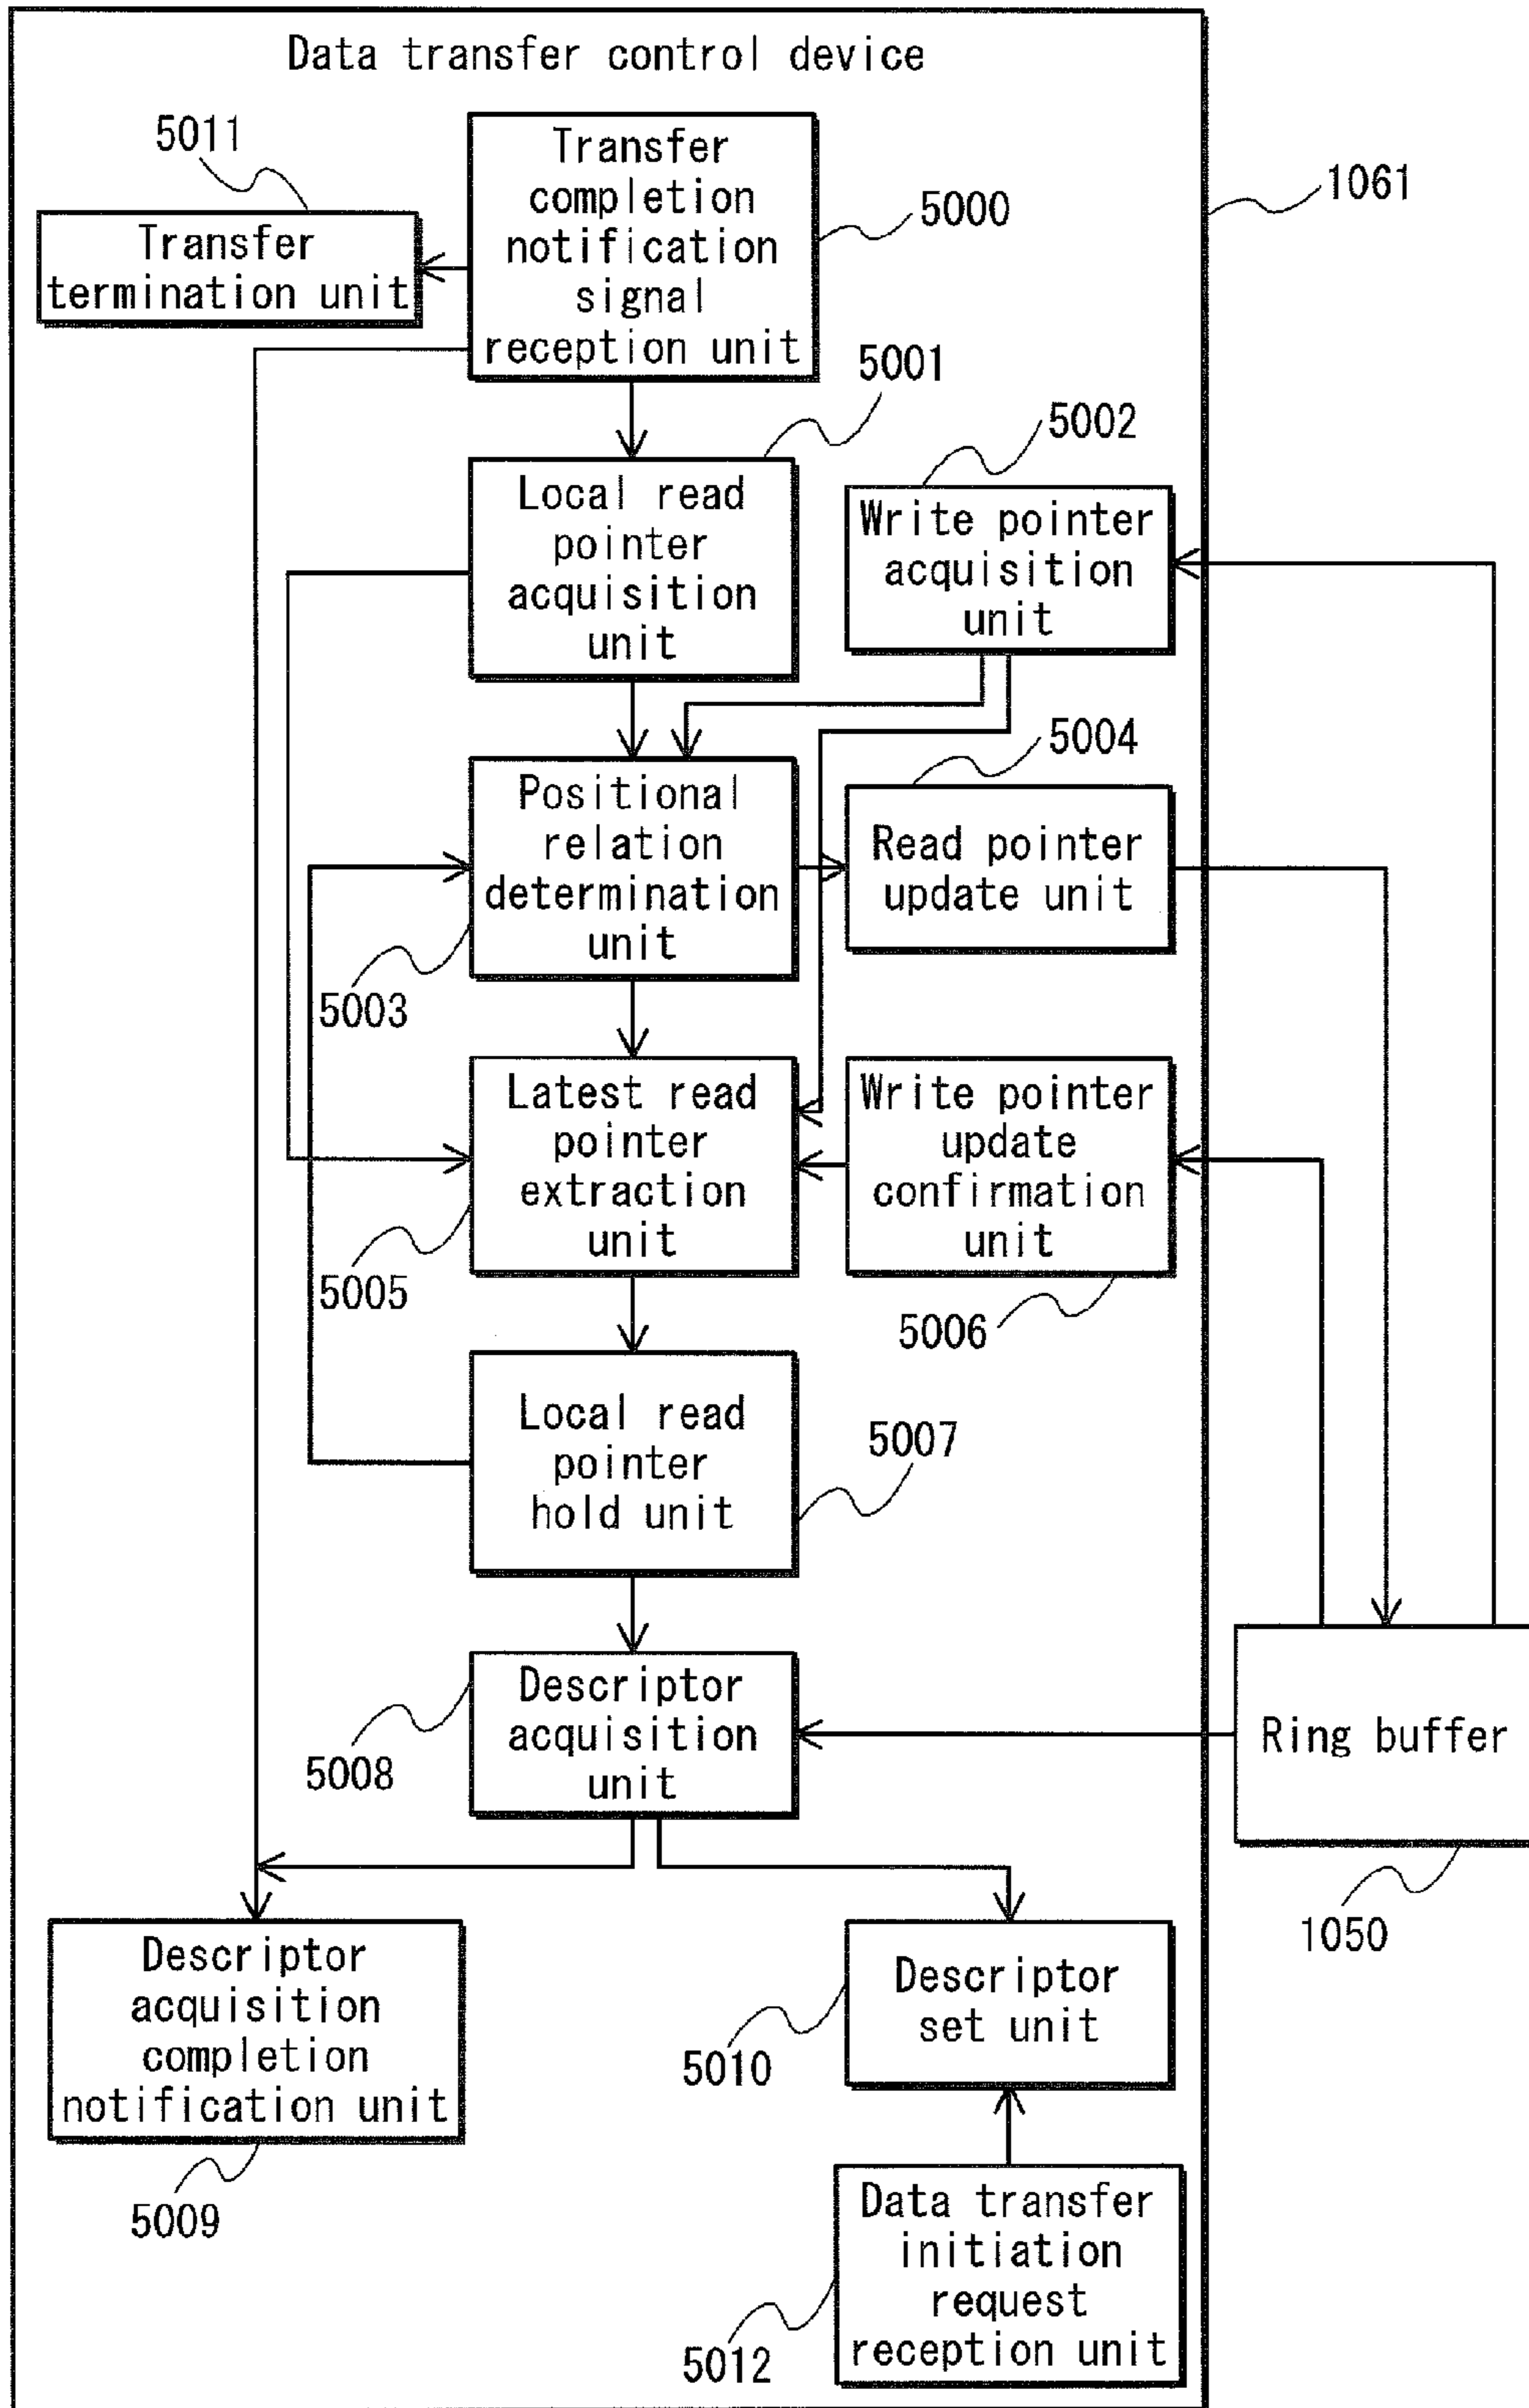 Data transfer control device
5011
Transfer
completion
notification
signal
reception unit
5000
1061
Transfer
termination unit
5001
5002
Local read
pointer
acquisition
unit
Write pointer
acquisition
unit
5004
Positional
relation
determination
unit
Read pointer
update unit
5003
Latest read
pointer
extraction
unit
Write pointer
update
confirmation
unit
5005
5006
Local read
pointer
hold unit
5007
Descriptor
acquisition
unit
5008
Ring buffer
1050
Descriptor
acquisition
completion
notification unit
Descriptor
set unit
5010
5009
Data transfer
initiation
request
reception unit
5012